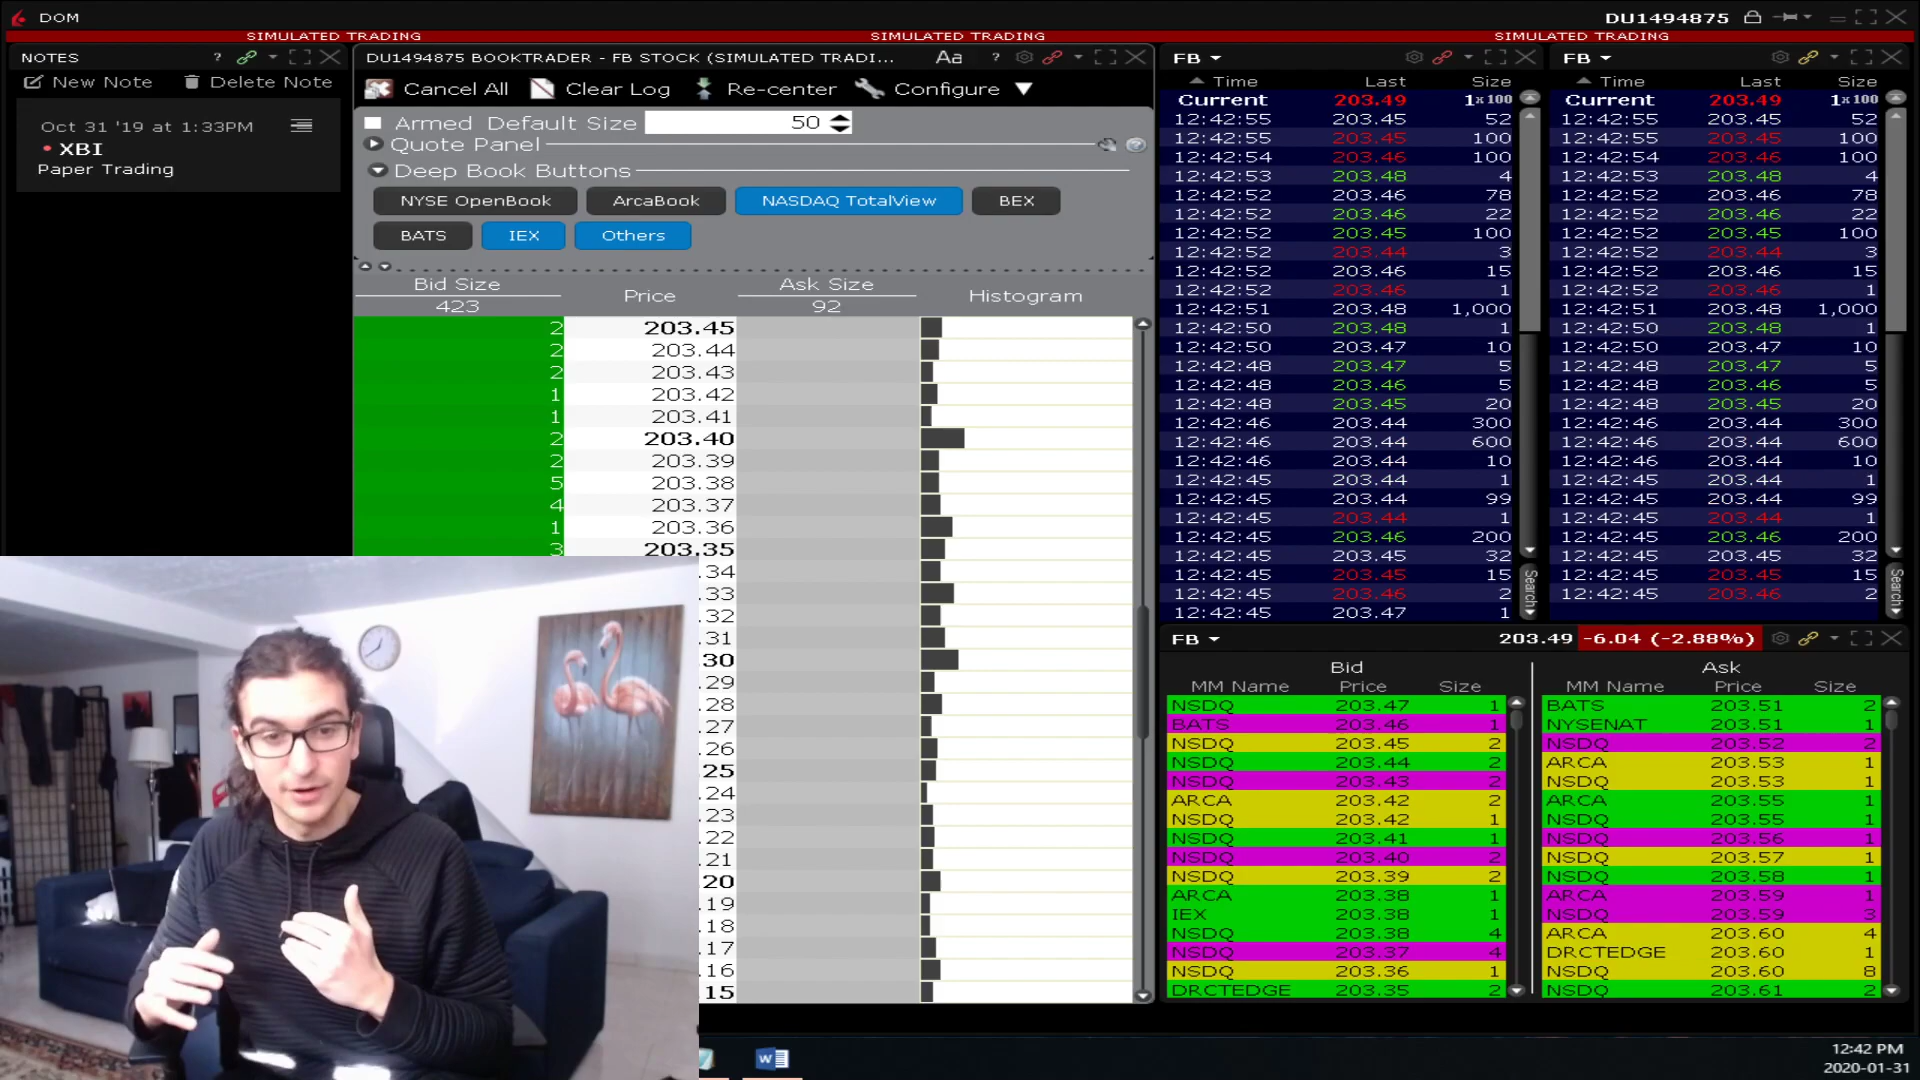 DOM
DU1494875
SIMULATED TRADING SIMULATED TRADING SIMULATED TRADING
NOTES ?
New Note Delete Note
Oct 31 '19 at 1:33PM
• XBI
Paper Trading
DU1494875 BOOKTRADER - FB STOCK (SIMULATED TRADI... Aa ?
Cancel All Clear Log Re-center Configure
Armed Default Size 50
Quote Panel
Deep Book Buttons
NYSE OpenBook ArcaBook NASDAQ TotalView BEX
BATS IEX Others
Bid Size Price Ask Size Histogram
423 92
2 203.45
2 203.44
2 203.43
1 203.42
1 203.41
2 203.40
2 203.39
5 203.38
4 203.37
1 203.36
3 203.35
.34
.33
.32
.31
.30
.29
.28
.27
.26
.25
.24
.23
.22
.21
.20
.19
.18
.17
.16
.15
FB
Time Last Size
Current 203.49 1x100
12:42:55 203.45 52
12:42:55 203.45 100
12:42:54 203.46 100
12:42:53 203.48 4
12:42:52 203.46 78
12:42:52 203.46 22
12:42:52 203.45 100
12:42:52 203.44 3
12:42:52 203.46 15
12:42:52 203.46 1
12:42:51 203.48 1,000
12:42:50 203.48 1
12:42:50 203.47 10
12:42:48 203.47 5
12:42:48 203.46 5
12:42:48 203.45 20
12:42:46 203.44 300
12:42:46 203.44 600
12:42:46 203.44 10
12:42:45 203.44 1
12:42:45 203.44 99
12:42:45 203.44 1
12:42:45 203.46 200
12:42:45 203.45 32
12:42:45 203.45 15
12:42:45 203.46 2
12:42:45 203.47 1
Search
FB
Time Last Size
Current 203.49 1x100
12:42:55 203.45 52
12:42:55 203.45 100
12:42:54 203.46 100
12:42:53 203.48 4
12:42:52 203.46 78
12:42:52 203.46 22
12:42:52 203.45 100
12:42:52 203.44 3
12:42:52 203.46 15
12:42:52 203.46 1
12:42:51 203.48 1,000
12:42:50 203.48 1
12:42:50 203.47 10
12:42:48 203.47 5
12:42:48 203.46 5
12:42:48 203.45 20
12:42:46 203.44 300
12:42:46 203.44 600
12:42:46 203.44 10
12:42:45 203.44 1
12:42:45 203.44 99
12:42:45 203.44 1
12:42:45 203.46 200
12:42:45 203.45 32
12:42:45 203.45 15
12:42:45 203.46 2
Search
FB 203.49 -6.04 (-2.88%)
Bid
MM Name Price Size
NSDQ 203.47 1
BATS 203.46 1
NSDQ 203.45 2
NSDQ 203.44 2
NSDQ 203.43 2
ARCA 203.42 2
NSDQ 203.42 1
NSDQ 203.41 1
NSDQ 203.40 2
NSDQ 203.39 2
ARCA 203.38 1
IEX 203.38 1
NSDQ 203.38 4
NSDQ 203.37 4
NSDQ 203.36 1
DRCTEDGE 203.35 2
Ask
MM Name Price Size
BATS 203.51 2
NYSENAT 203.51 1
NSDQ 203.52 2
ARCA 203.53 1
NSDQ 203.53 1
ARCA 203.55 1
NSDQ 203.55 1
NSDQ 203.56 1
NSDQ 203.57 1
NSDQ 203.58 1
ARCA 203.59 1
NSDQ 203.59 3
ARCA 203.60 4
DRCTEDGE 203.60 1
NSDQ 203.60 8
NSDQ 203.61 2
12:42 PM
2020-01-31